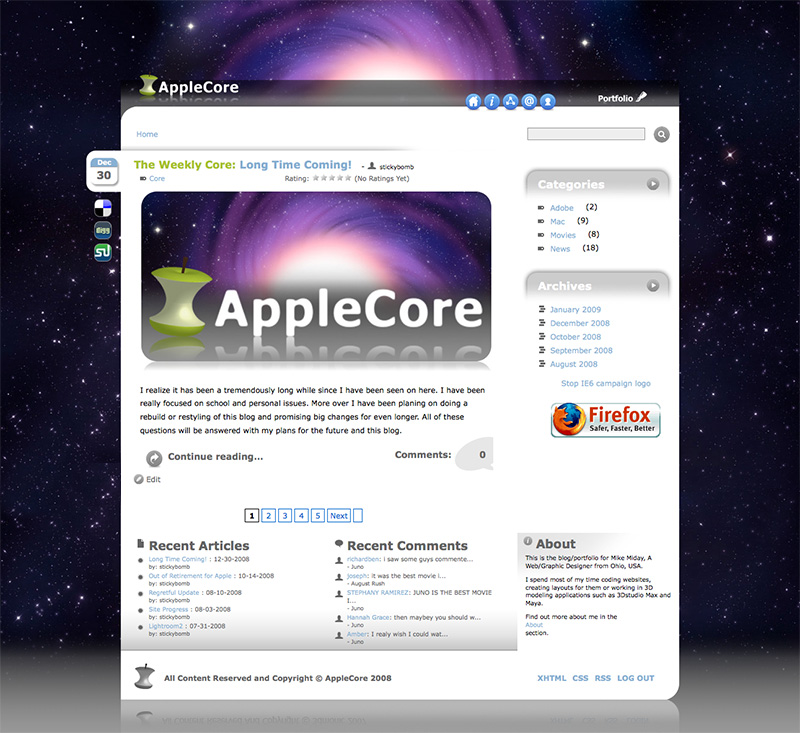 AppleCore
Portfolio
Home
Dec
30
The Weekly Core: Long Time Coming! - stickybomb
Core
Rating: (No Ratings Yet)
digg
AppleCore
I realize it has been a tremendously long while since I have been seen on here. I have been
really focused on school and personal issues. More over I have been planing on doing a
rebuild or restyling of this blog and promising big changes for even longer. All of these
questions will be answered with my plans for the future and this blog.
Continue reading...
Comments: 0
Edit
1 2 3 4 5 Next
Categories
Adobe (2)
Mac (9)
Movies (8)
News (18)
Archives
January 2009
December 2008
October 2008
September 2008
August 2008
Stop IE6 campaign logo
Firefox
Safer, Faster, Better
Recent Articles
Long Time Coming! : 12-30-2008
by: stickybomb
Out of Retirement for Apple : 10-14-2008
by: stickybomb
Regretful Update : 08-10-2008
by: stickybomb
Site Progress : 08-03-2008
by: stickybomb
Lightroom2 : 07-31-2008
by: stickybomb
Recent Comments
richardben: i saw some guys commente...
- Juno
joseph: it was the best movie i...
- August Rush
STEPHANY RAMIREZ: JUNO IS THE BEST MOVIE
I...
- Juno
Hannah Grace: then maybey you should w...
- Juno
Amber: I realy wish I could wat...
- Juno
About
This is the blog/portfolio for Mike Miday, A
Web/Graphic Designer from Ohio, USA.
I spend most of my time coding websites,
creating layouts for them or working in 3D
modeling applications such as 3Dstudio Max and
Maya.
Find out more about me in the
About
section.
All Content Reserved and Copyright © AppleCore 2008
XHTML CSS RSS LOG OUT